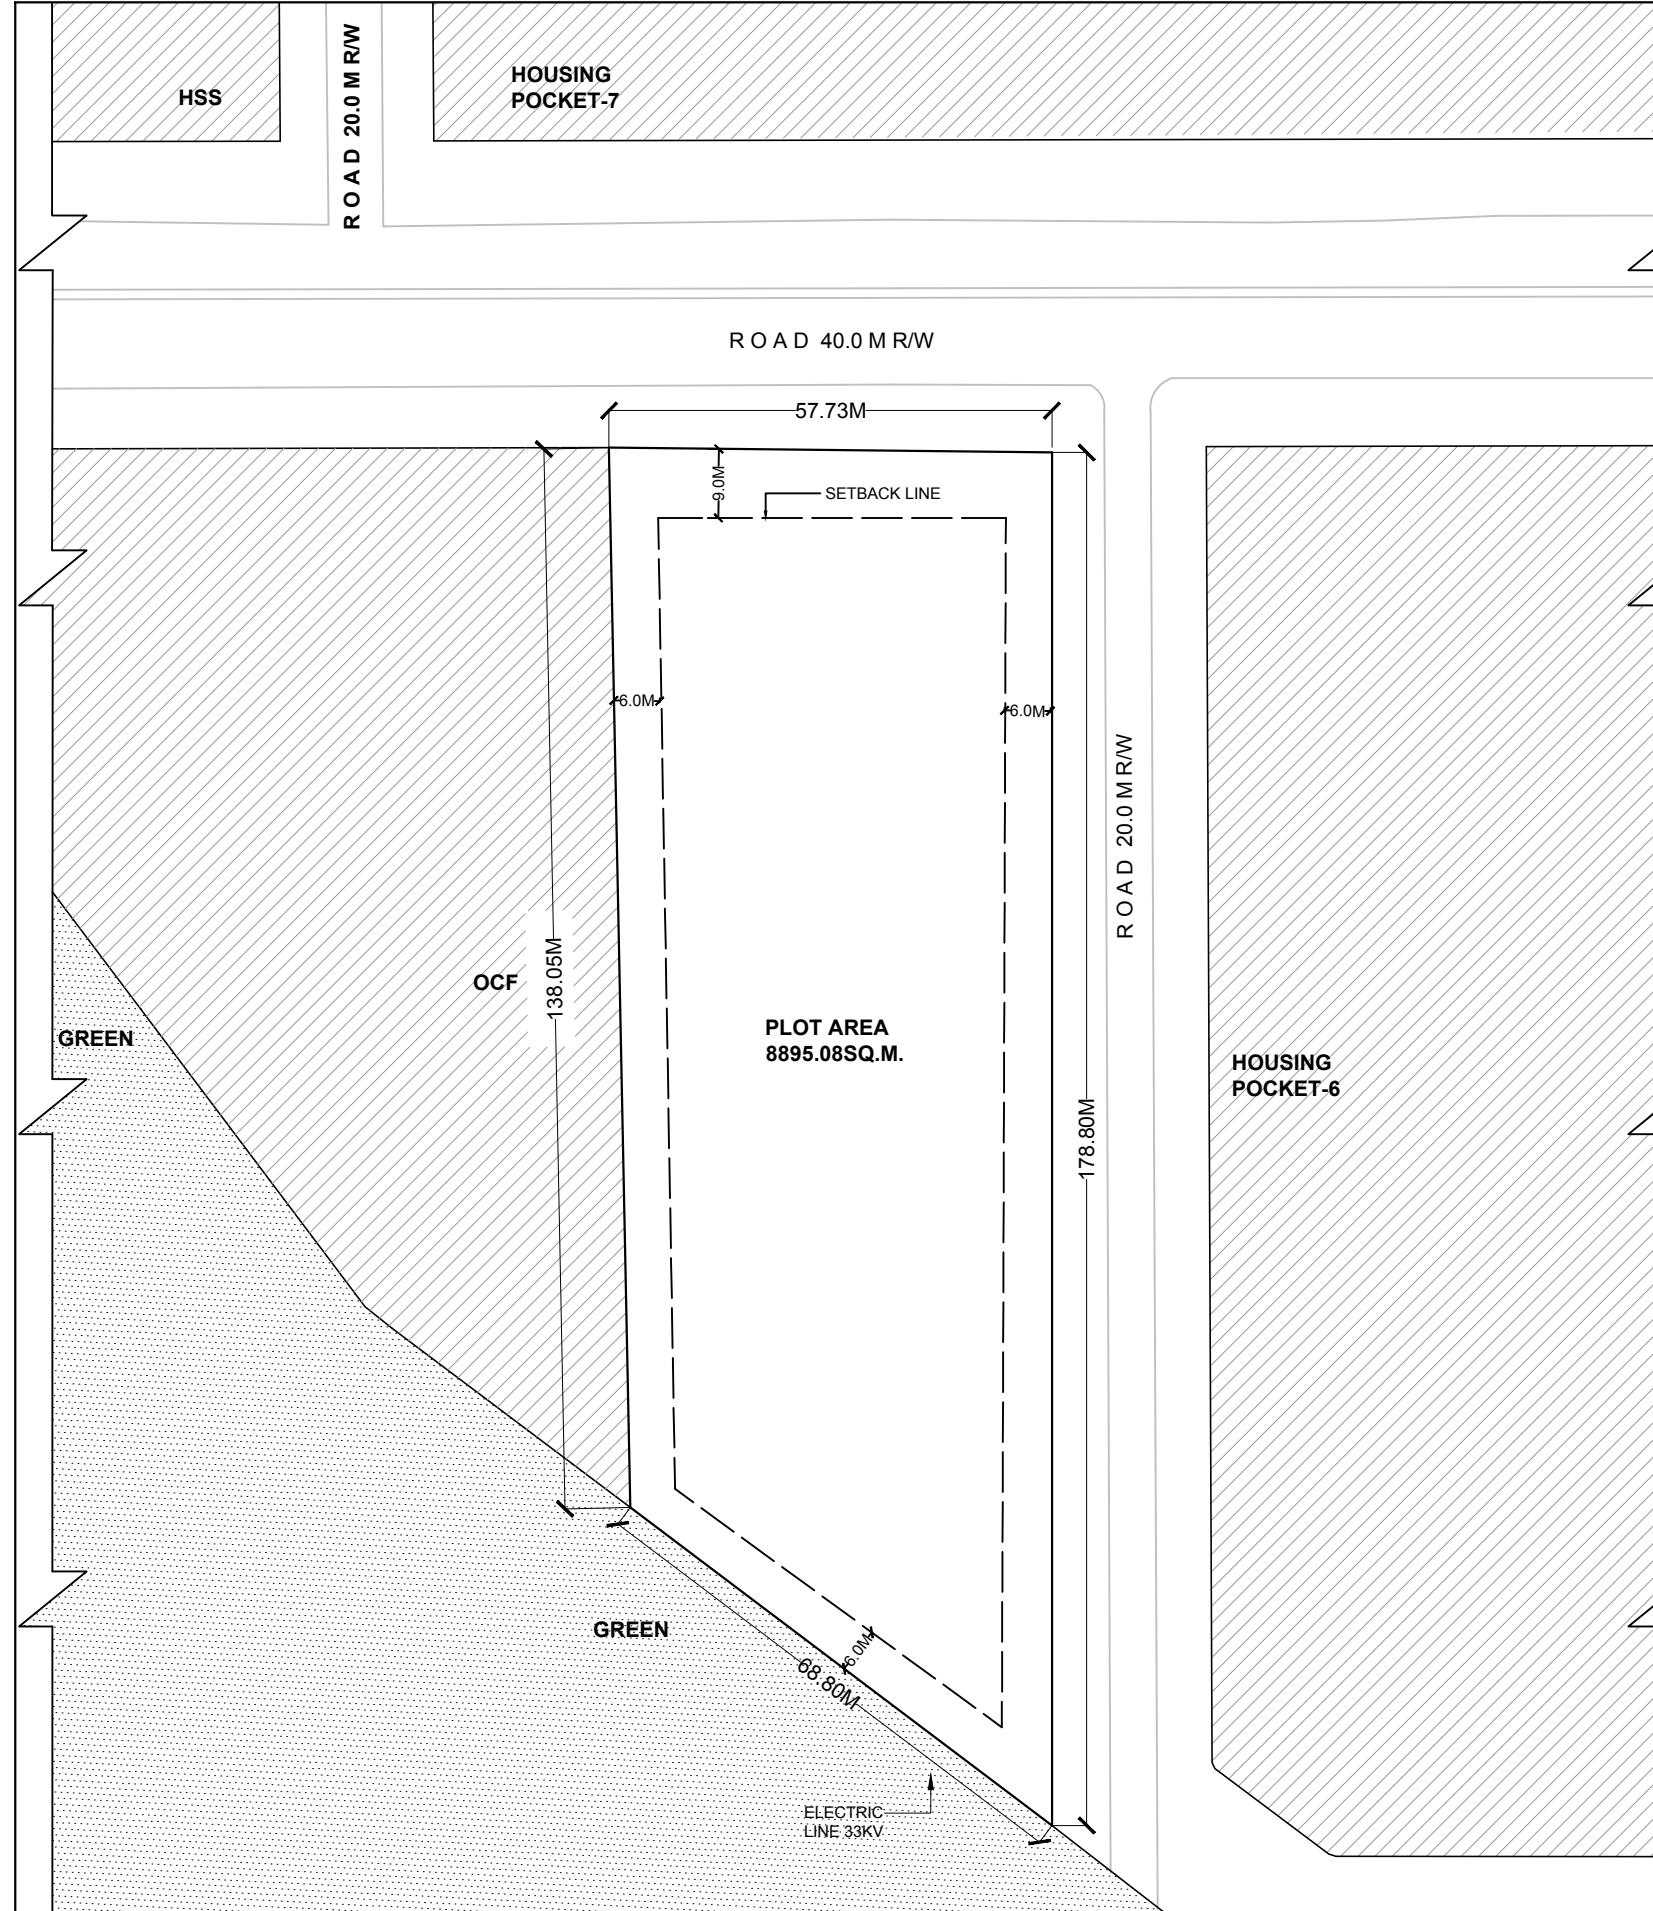 HSS
ROAD 20.0 M R/W
HOUSING
POCKET-7
ROAD 40.0 M R/W
57.73M
9.0M
SETBACK LINE
6.0M
6.0M
ROAD 20.0 M R/W
138.05M
OCF
GREEN
PLOT AREA
8895.08SQ.M.
HOUSING
POCKET-6
178.80M
GREEN
6.0M
68.80M
ELECTRIC
LINE 33KV